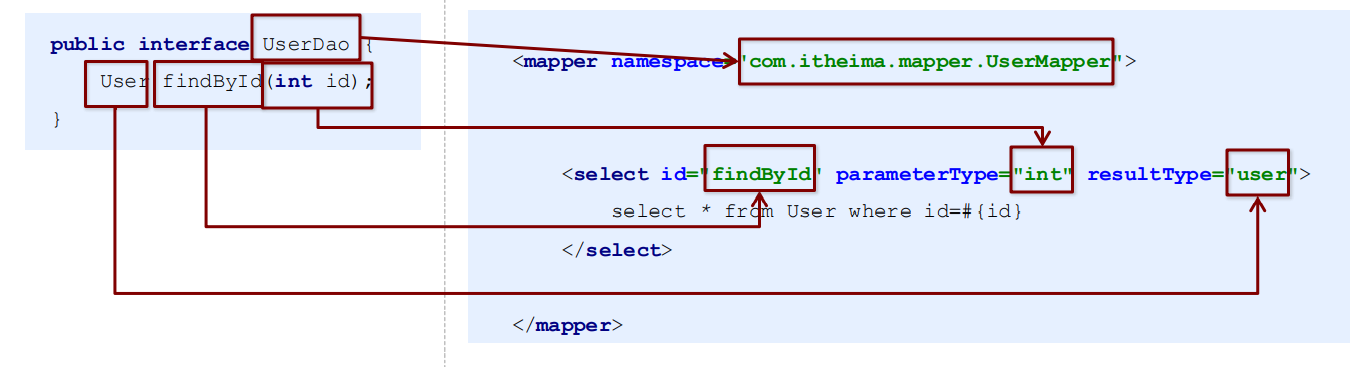 public interface UserDao {
User findById(int id);
}
<mapper namespace="com.itheima.mapper.UserMapper">
<select id="findById" parameterType="int" resultType="user">
select * from User where id=#{id}
</select>
</mapper>